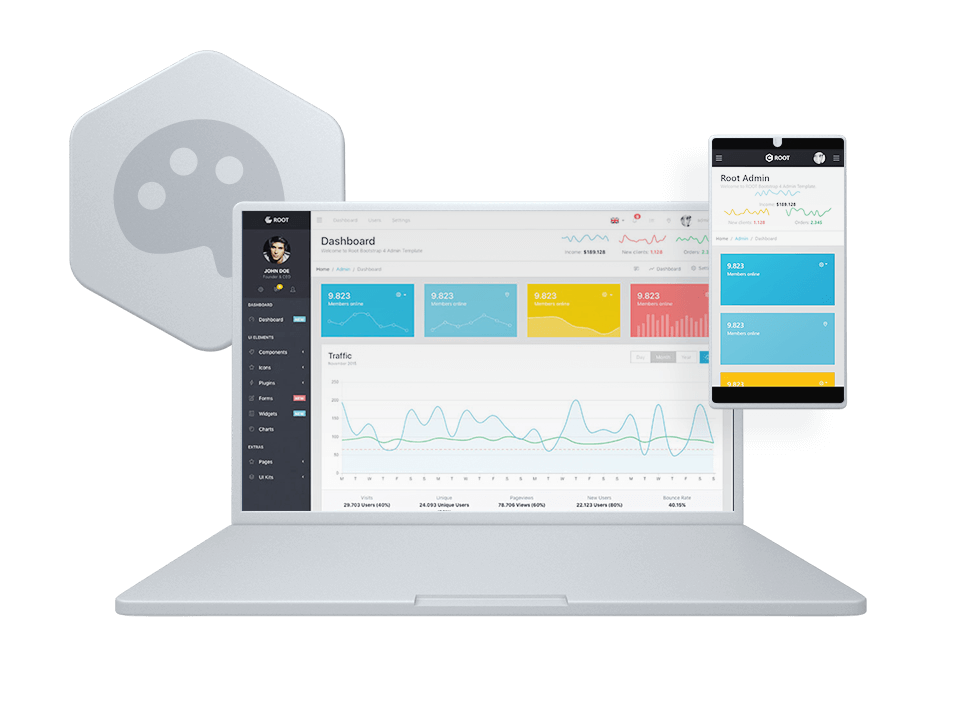 ROOT
JOHN DOE
Founder & CEO
DASHBOARD
Dashboard NEW
UI ELEMENTS
Components
Icons
Plugins
Forms NEW
Widgets NEW
Charts
EXTRAS
Pages
UI Kits
Dashboard Users Settings
Dashboard
Welcome to Root Bootstrap 4 Admin Template
Income: $189.128
New clients: 1.128
Orders: 2.
Home / Admin / Dashboard
Dashboard
9.823
Members online
9.823
Members online
9.823
Members online
9.823
Members online
Traffic
November 2015
Day Month Year
250
200
150
100
50
0
M T W T F S S M T W T F S S M T W T F S S M T W T F S S
Visits
29.703 Users (40%)
Unique
24.093 Unique Users
Pageviews
78.706 Views (60%)
New Users
22.123 Users (80%)
Bounce Rate
40.15%
ROOT
Root Admin
Welcome to ROOT Bootstrap 4 Admin Template
Income: $189.128
New clients: 1.128
Orders: 2.345
Home / Admin / Dashboard
9.823
Members online
9.823
Members online
9.823